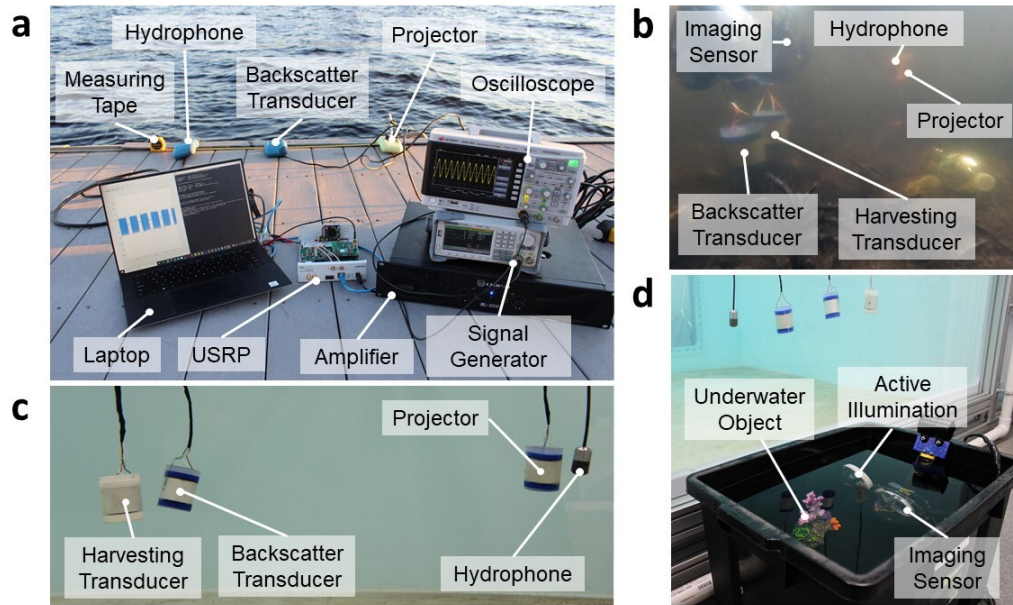 a
Hydrophone
Projector
Measuring
Tape
Backscatter
Transducer
Oscilloscope
Laptop
USRP
Amplifier
Signal
Generator
b
Imaging
Sensor
Hydrophone
Projector
Backscatter
Transducer
Harvesting
Transducer
c
Projector
Harvesting
Transducer
Backscatter
Transducer
Hydrophone
d
Underwater
Object
Active
Illumination
Imaging
Sensor